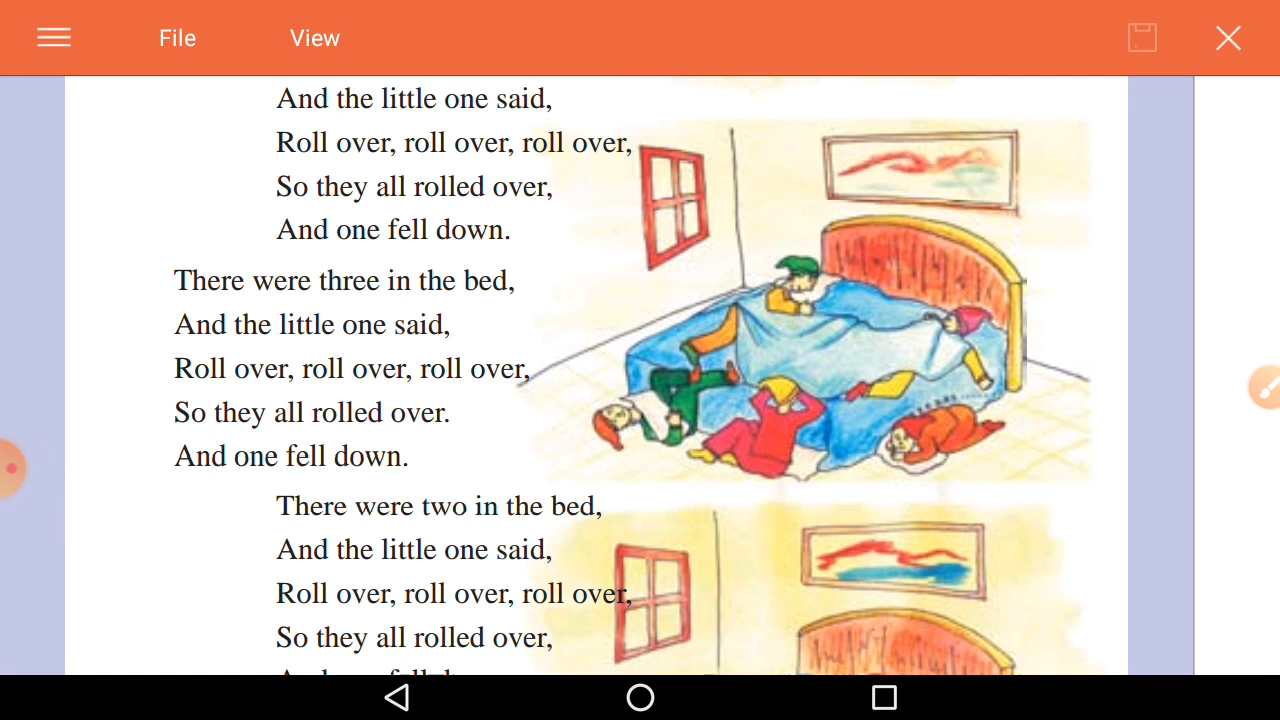 File View
And the little one said,
Roll over, roll over, roll over,
So they all rolled over,
And one fell down.
There were three in the bed,
And the little one said,
Roll over, roll over, roll over,
So they all rolled over.
And one fell down.
There were two in the bed,
And the little one said,
Roll over, roll over, roll over,
So they all rolled over,